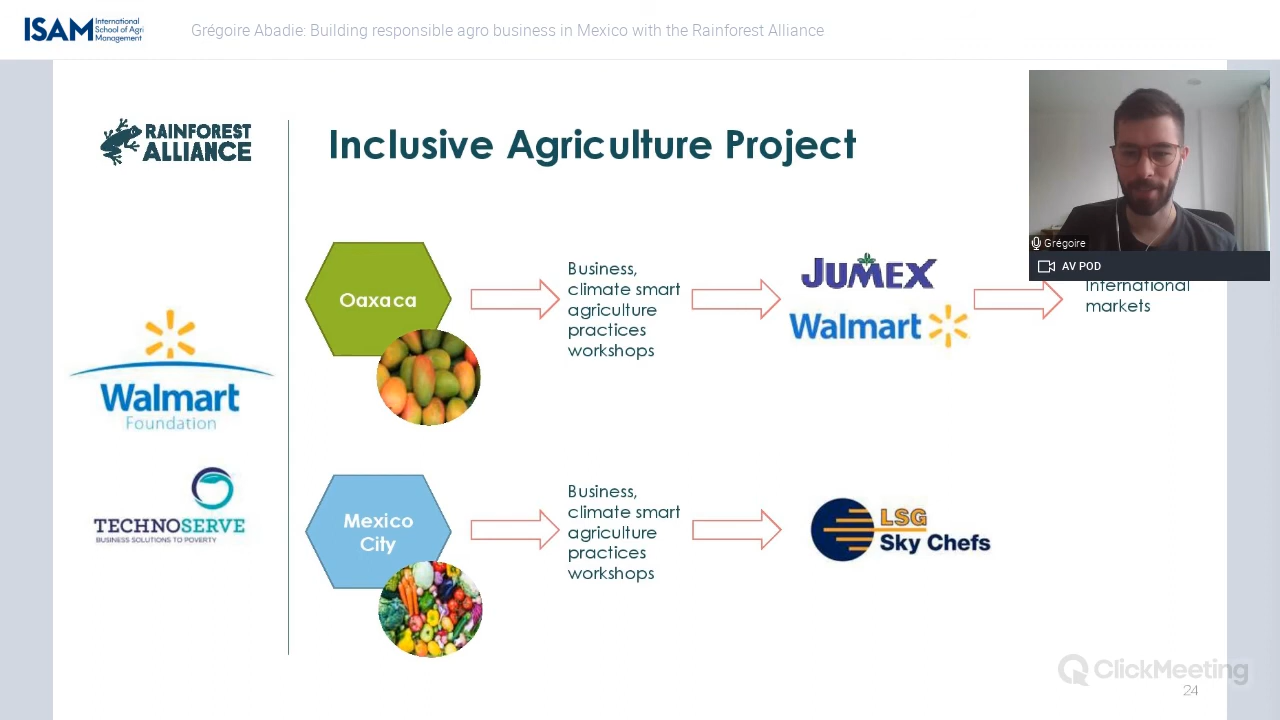 ISAM International
School of Agri
Management
Grégoire Abadie: Building responsible agro business in Mexico with the Rainforest Alliance
RAINFOREST
ALLIANCE
Inclusive Agriculture Project
Grégoire
AV POD
Oaxaca
Business,
climate smart
agriculture
practices
workshops
JUMEX
Walmart
International
markets
Walmart
Foundation
TECHNOSERVE
BUSINESS SOLUTIONS TO POVERTY
Mexico
City
Business,
climate smart
agriculture
practices
workshops
LSG
Sky Chefs
ClickMeeting
24